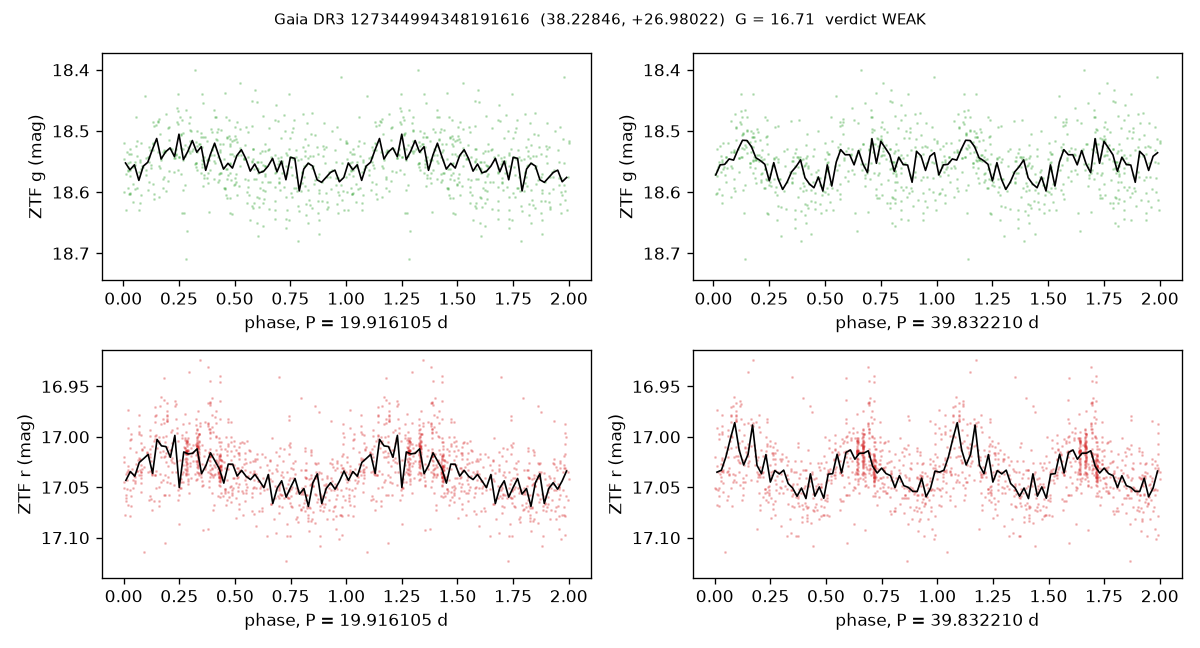 Gaia DR3 127344994348191616  (38.22846, +26.98022)  G = 16.71  verdict WEAK
ZTF g (mag)
18.4
18.5
18.6
18.7
0.00 0.25 0.50 0.75 1.00 1.25 1.50 1.75 2.00
phase, P = 19.916105 d
ZTF g (mag)
18.4
18.5
18.6
18.7
0.00 0.25 0.50 0.75 1.00 1.25 1.50 1.75 2.00
phase, P = 39.832210 d
ZTF r (mag)
16.95
17.00
17.05
17.10
0.00 0.25 0.50 0.75 1.00 1.25 1.50 1.75 2.00
phase, P = 19.916105 d
ZTF r (mag)
16.95
17.00
17.05
17.10
0.00 0.25 0.50 0.75 1.00 1.25 1.50 1.75 2.00
phase, P = 39.832210 d